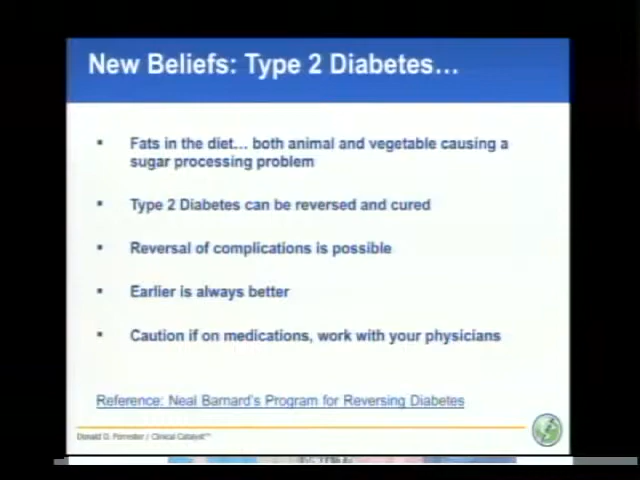 New Beliefs: Type 2 Diabetes…
Fats in the diet… both animal and vegetable causing a
sugar processing problem
Type 2 Diabetes can be reversed and cured
Reversal of complications is possible
Earlier is always better
Caution if on medications, work with your physicians
Reference: Neal Barnard's Program for Reversing Diabetes
Donald D. Forrester / Clinical Catalyst™